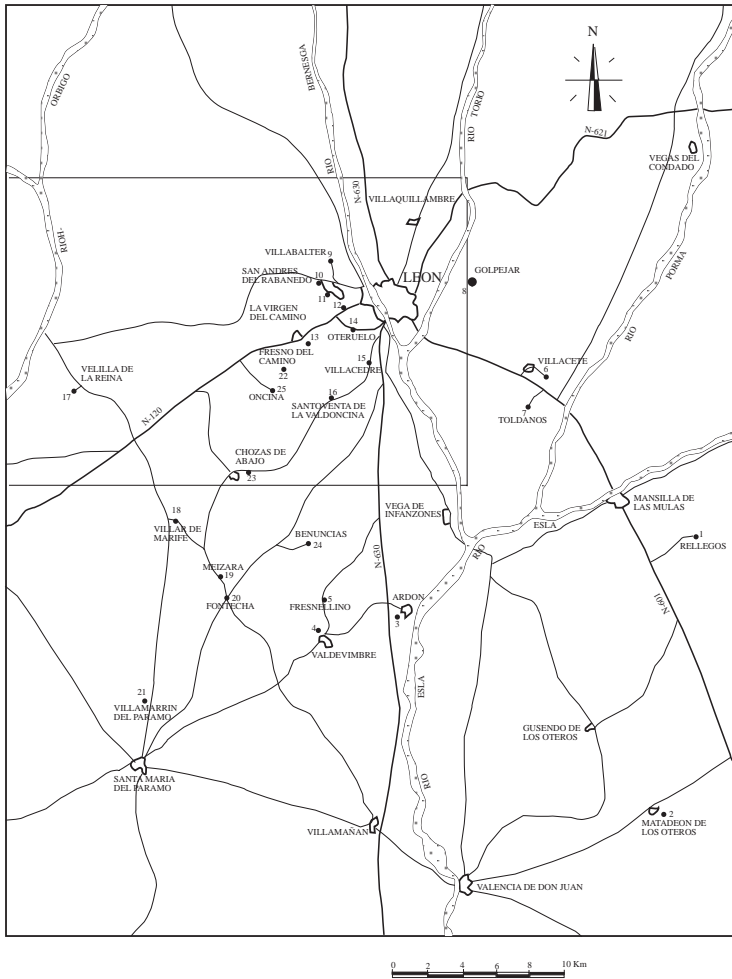 N
ORBIGO
BERNESGA
RIO
RIO TORIO
N-621
VEGAS DEL
CONDADO
N-630
VILLAQUILLAMBRE
RIOH-
VILLABALTER
9
SAN ANDRES
DEL RABANEDO
10
11
LEON
GOLPEJAR
8
PORMA
RIO
LA VIRGEN
DEL CAMINO
12
14
OTERUELO
13
FRESNO DEL
CAMINO
22
15
VILLACEDRE
VILLACETE
6
VELILLA DE
LA REINA
17
25
ONCINA
16
SANTOVENTA DE
LA VALDONCINA
7
TOLDANOS
N-120
CHOZAS DE
ABAJO
23
MANSILLA DE
LAS MULAS
18
VILLAR DE
MARIFE
VEGA DE
INFANZONES
ESLA
BENUNCIAS
24
1
RELLEGOS
RIO
N-630
MEIZARA
19
20
FONTECHA
5
FRESNELLINO
ARDON
3
N-601
4
VALDEVIMBRE
ESLA
21
VILLAMARRIN
DEL PARAMO
GUSENDO DE
LOS OTEROS
SANTA MARIA
DEL PARAMO
RIO
2
MATADEON DE
LOS OTEROS
VILLAMAÑAN
VALENCIA DE DON JUAN
0 2 4 6 8 10 Km